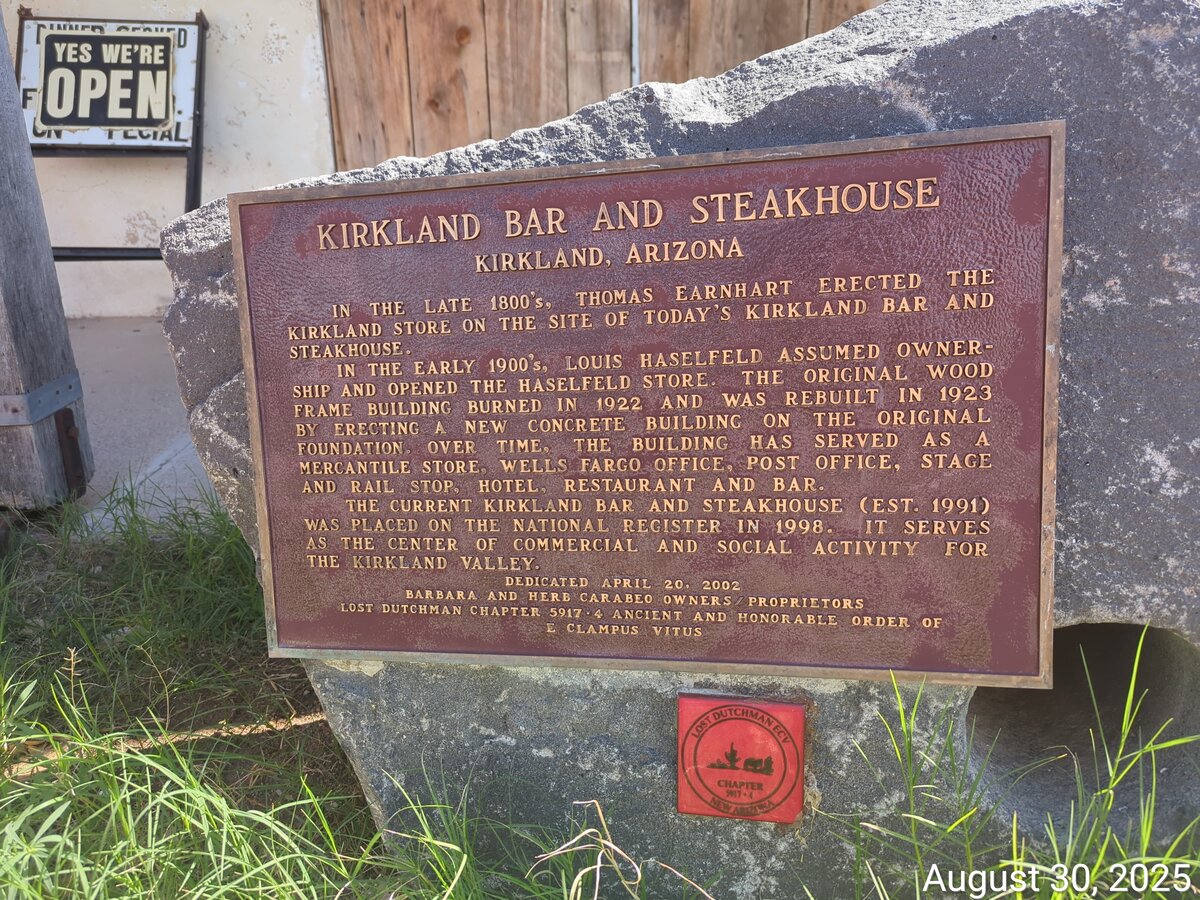 DINNER SERVED
YES WE'RE
OPEN
KIRKLAND BAR AND STEAKHOUSE
KIRKLAND, ARIZONA
IN THE LATE 1800's, THOMAS EARNHART ERECTED THE
KIRKLAND STORE ON THE SITE OF TODAY'S KIRKLAND BAR AND
STEAKHOUSE.
IN THE EARLY 1900's, LOUIS HASELFELD ASSUMED OWNER-
SHIP AND OPENED THE HASELFELD STORE. THE ORIGINAL WOOD
FRAME BUILDING BURNED IN 1922 AND WAS REBUILT IN 1923
BY ERECTING A NEW CONCRETE BUILDING ON THE ORIGINAL
FOUNDATION. OVER TIME, THE BUILDING HAS SERVED AS A
MERCANTILE STORE, WELLS FARGO OFFICE, POST OFFICE, STAGE
AND RAIL STOP, HOTEL, RESTAURANT AND BAR.
THE CURRENT KIRKLAND BAR AND STEAKHOUSE (EST. 1991)
WAS PLACED ON THE NATIONAL REGISTER IN 1998. IT SERVES
AS THE CENTER OF COMMERCIAL AND SOCIAL ACTIVITY FOR
THE KIRKLAND VALLEY.
DEDICATED APRIL 20, 2002
BARBARA AND HERB CARABEO OWNERS/PROPRIETORS
LOST DUTCHMAN CHAPTER 5917·4 ANCIENT AND HONORABLE ORDER OF
E CLAMPUS VITUS
LOST DUTCHMAN ECV
CHAPTER
5917·4
NEW ARIZONA
August 30, 2025